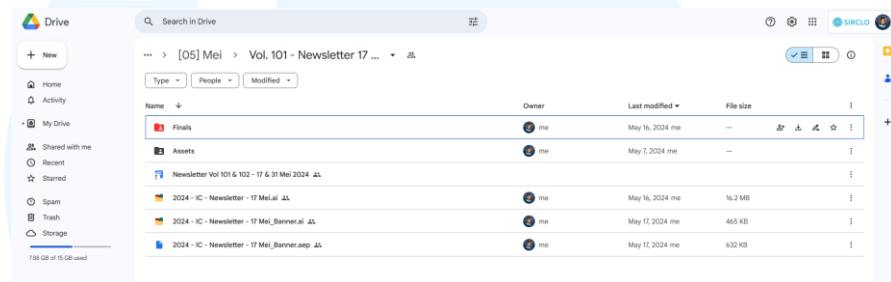 Drive
Search in Drive
SIRCLO
New
[05] Mei > Vol. 101 - Newsletter 17 ...
Type People Modified
Home
Activity
My Drive
Shared with me
Recent
Starred
Spam
Trash
Storage
7.88 GB of 15 GB used
Name Owner Last modified File size
Finals me May 16, 2024 me —
Assets me May 7, 2024 me —
Newsletter Vol 101 & 102 - 17 & 31 Mei 2024
2024 - IC - Newsletter - 17 Mei.ai me May 16, 2024 me 16.2 MB
2024 - IC - Newsletter - 17 Mei_Banner.ai me May 17, 2024 me 465 KB
2024 - IC - Newsletter - 17 Mei_Banner.aep me May 17, 2024 me 632 KB